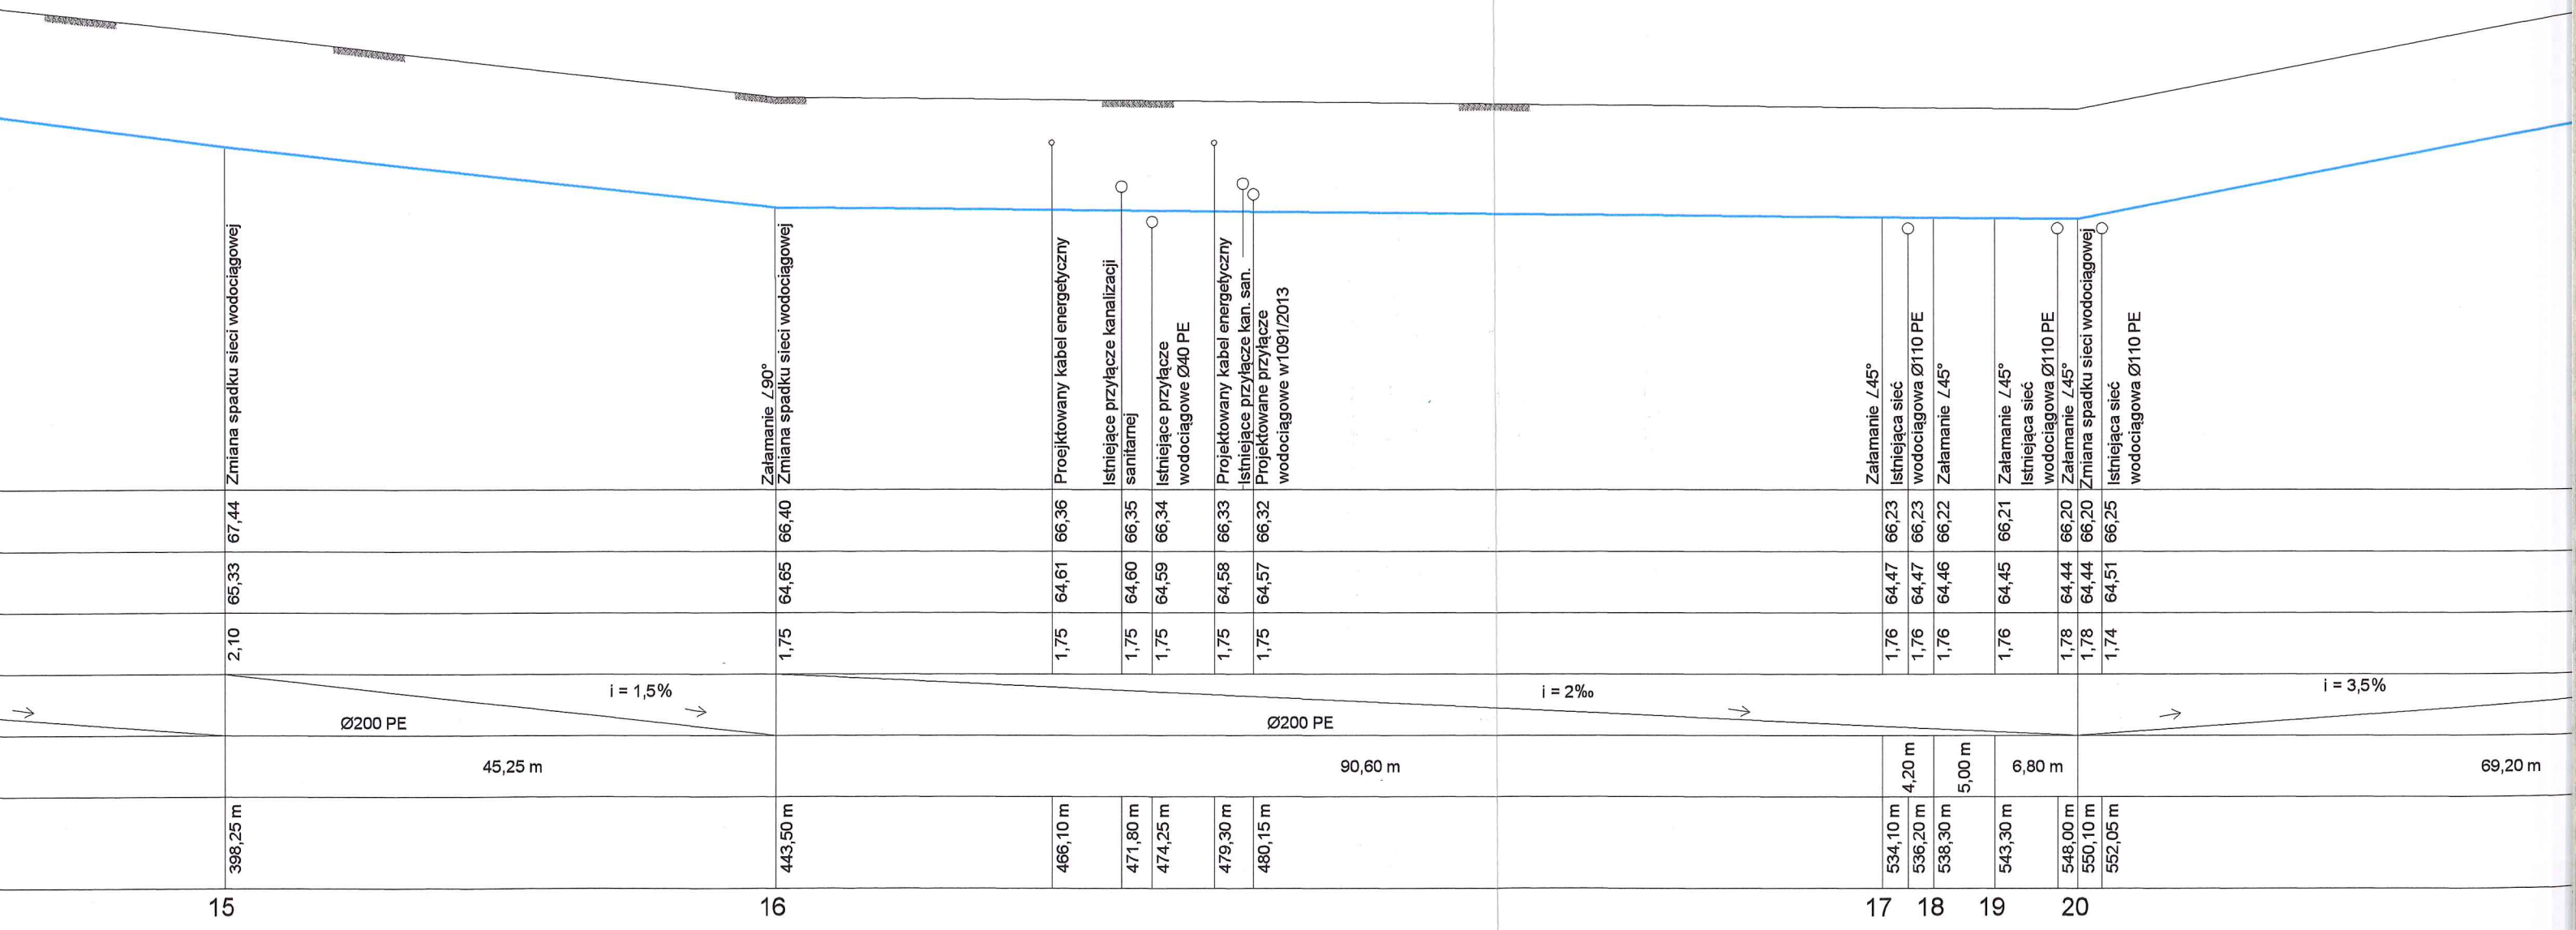 Zmiana spadku sieci wodociągowej
Załamanie ∠90°
Zmiana spadku sieci wodociągowej
Proejktowany kabel energetyczny
Istniejące przyłącze kanalizacji
sanitarnej
Istniejące przyłącze
wodociągowe Ø40 PE
Projektowany kabel energetyczny
Istniejące przyłącze kan. san.
Projektowane przyłącze
wodociągowe w1091/2013
Załamanie ∠45°
Istniejąca sieć
wodociągowa Ø110 PE
Załamanie ∠45°
Załamanie ∠45°
Istniejąca sieć
wodociągowa Ø110 PE
Załamanie ∠45°
Zmiana spadku sieci wodociągowej
Istniejąca sieć
wodociągowa Ø110 PE
67,44 66,40 66,36 66,35 66,34 66,33 66,32 66,23 66,23 66,22 66,21 66,20 66,20 66,25
65,33 64,65 64,61 64,60 64,59 64,58 64,57 64,47 64,47 64,46 64,45 64,44 64,44 64,51
2,10 1,75 1,75 1,75 1,75 1,75 1,75 1,76 1,76 1,76 1,76 1,78 1,78 1,74
i = 1,5% i = 2‰ i = 3,5%
Ø200 PE Ø200 PE
45,25 m 90,60 m 4,20 m 5,00 m 6,80 m 69,20 m
398,25 m 443,50 m 466,10 m 471,80 m 474,25 m 479,30 m 480,15 m 534,10 m 536,20 m 538,30 m 543,30 m 548,00 m 550,10 m 552,05 m
15 16 17 18 19 20